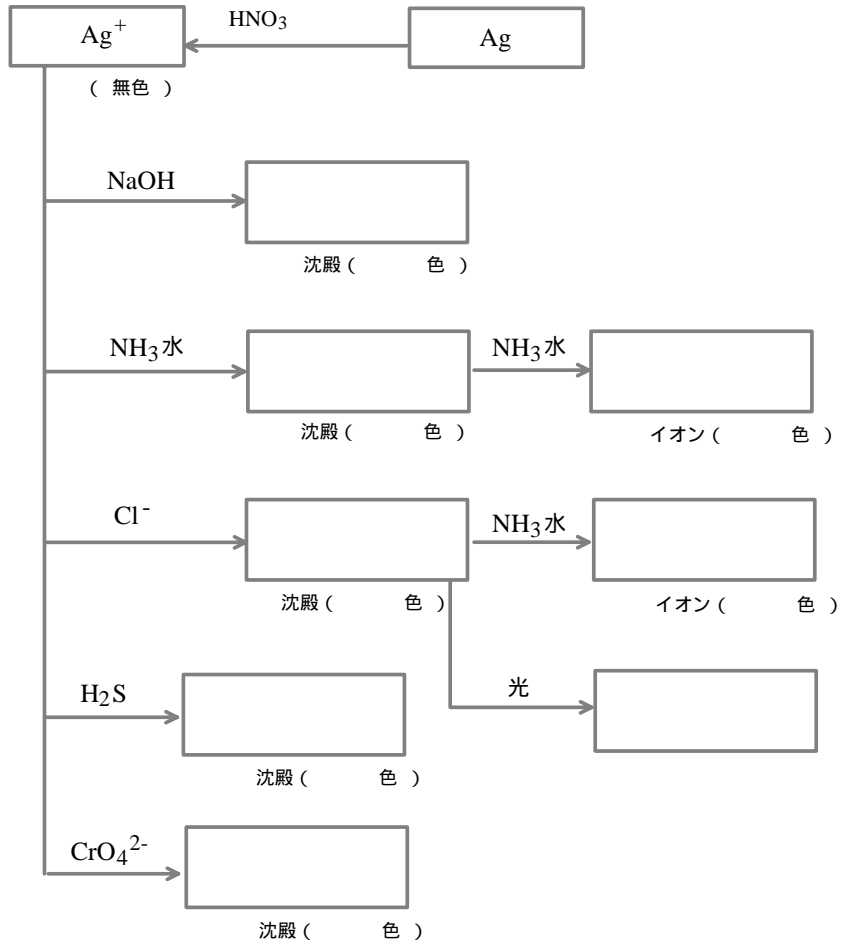 Ag⁺ HNO₃ Ag
( 無色 )
NaOH
沈殿 ( 色 )
NH₃水 NH₃水
沈殿 ( 色 ) イオン ( 色 )
Cl⁻ NH₃水
沈殿 ( 色 ) イオン ( 色 )
H₂S 光
沈殿 ( 色 )
CrO₄²⁻
沈殿 ( 色 )